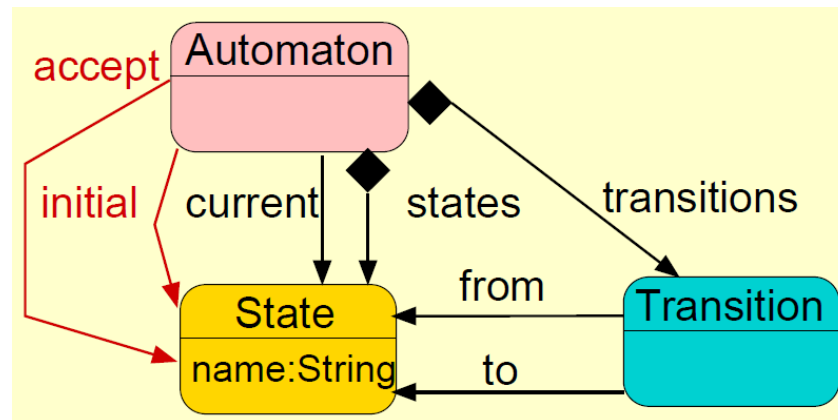 Automaton
accept
initial
current
states
transitions
from
State
Transition
name:String
to